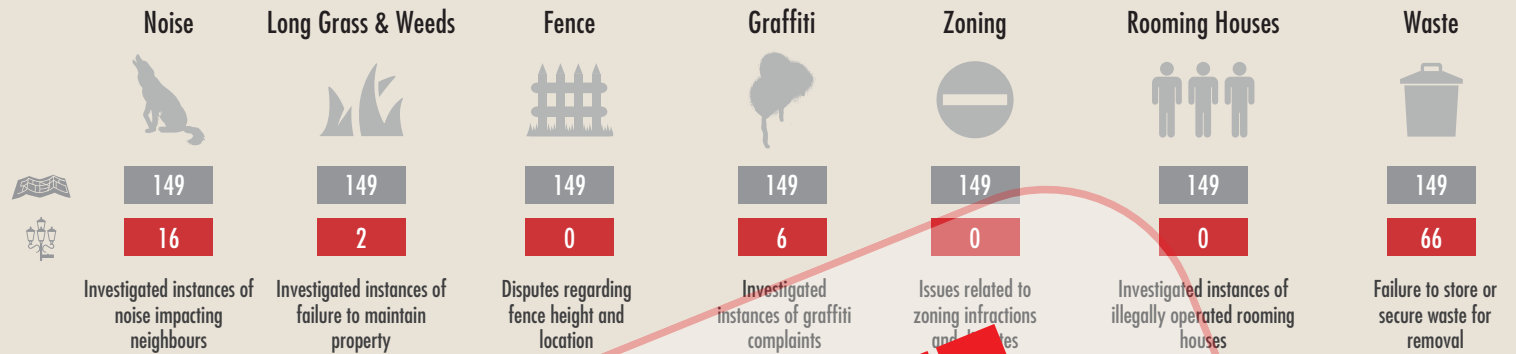 Noise Long Grass & Weeds Fence Graffiti Zoning Rooming Houses Waste
149 149 149 149 149 149 149
16 2 0 6 0 0 66
Investigated instances of
noise impacting
neighbours
Investigated instances of
failure to maintain
property
Disputes regarding
fence height and
location
Investigated
instances of graffiti
complaints
Issues related to
zoning infractions
and
Investigated instances of
illegally operated rooming
houses
Failure to store or
secure waste for
removal